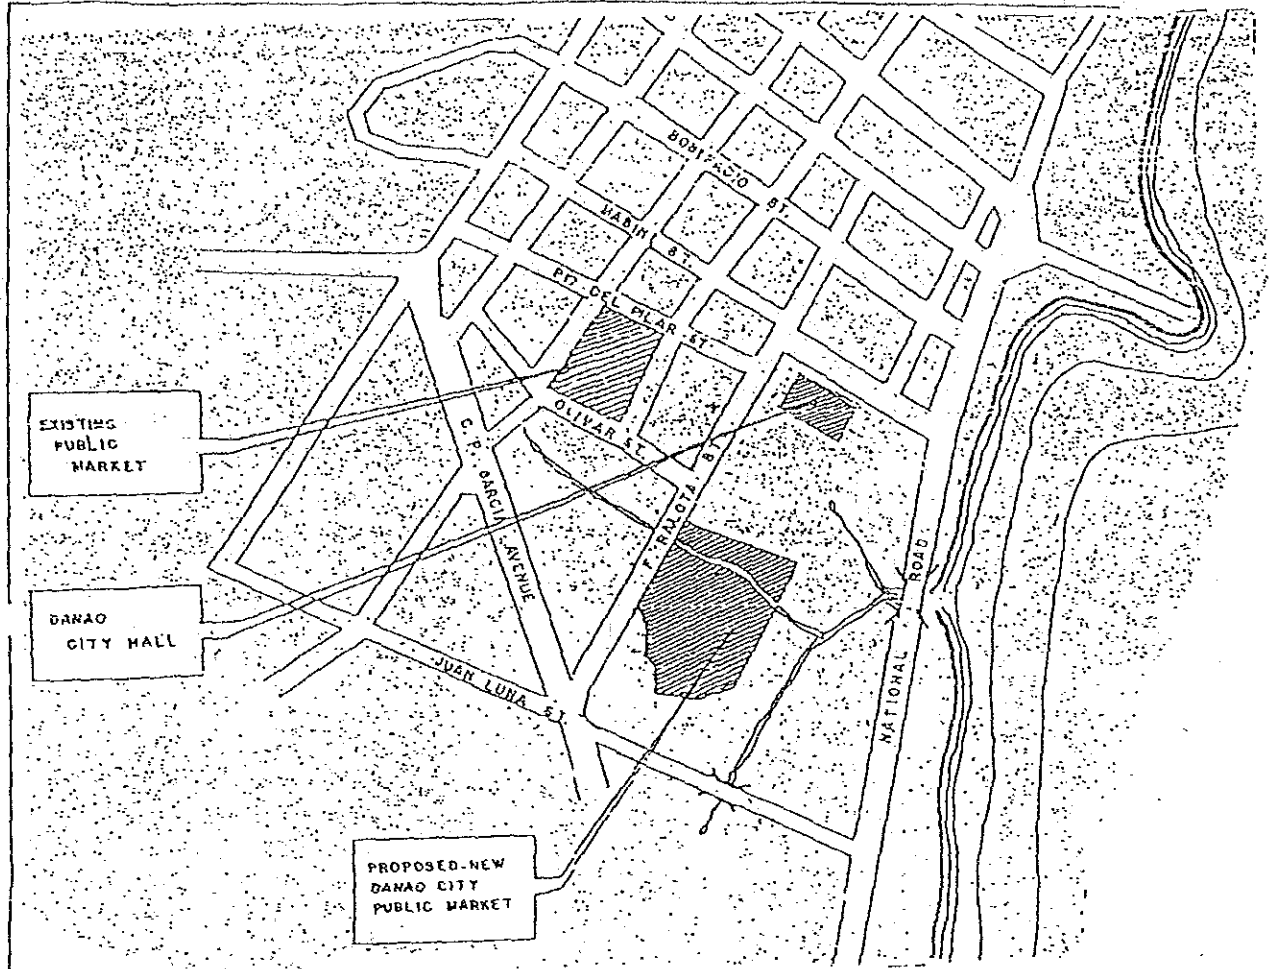 BONIFACIO ST.
MABINI ST.
PIT. DEL PILAR ST
EXISTING
PUBLIC
MARKET
OLIVAR ST.
C. P. GARCIA AVENUE
F. RALOTA ST.
DANAO
CITY HALL
NATIONAL ROAD
JUAN LUNA ST.
PROPOSED-NEW
DANAO CITY
PUBLIC MARKET